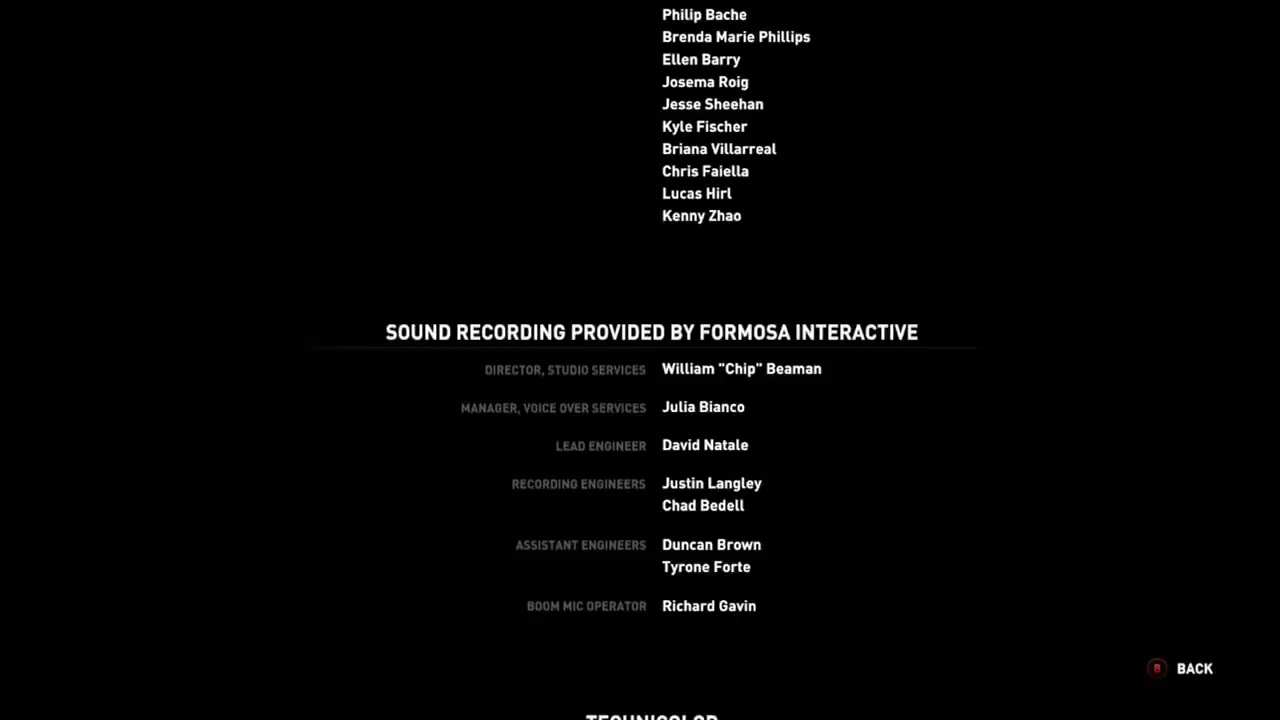 Philip Bache
Brenda Marie Phillips
Ellen Barry
Josema Roig
Jesse Sheehan
Kyle Fischer
Briana Villarreal
Chris Faiella
Lucas Hirl
Kenny Zhao
SOUND RECORDING PROVIDED BY FORMOSA INTERACTIVE
DIRECTOR, STUDIO SERVICES William "Chip" Beaman
MANAGER, VOICE OVER SERVICES Julia Bianco
LEAD ENGINEER David Natale
RECORDING ENGINEERS Justin Langley
Chad Bedell
ASSISTANT ENGINEERS Duncan Brown
Tyrone Forte
BOOM MIC OPERATOR Richard Gavin
B BACK
TECHNICOLOR